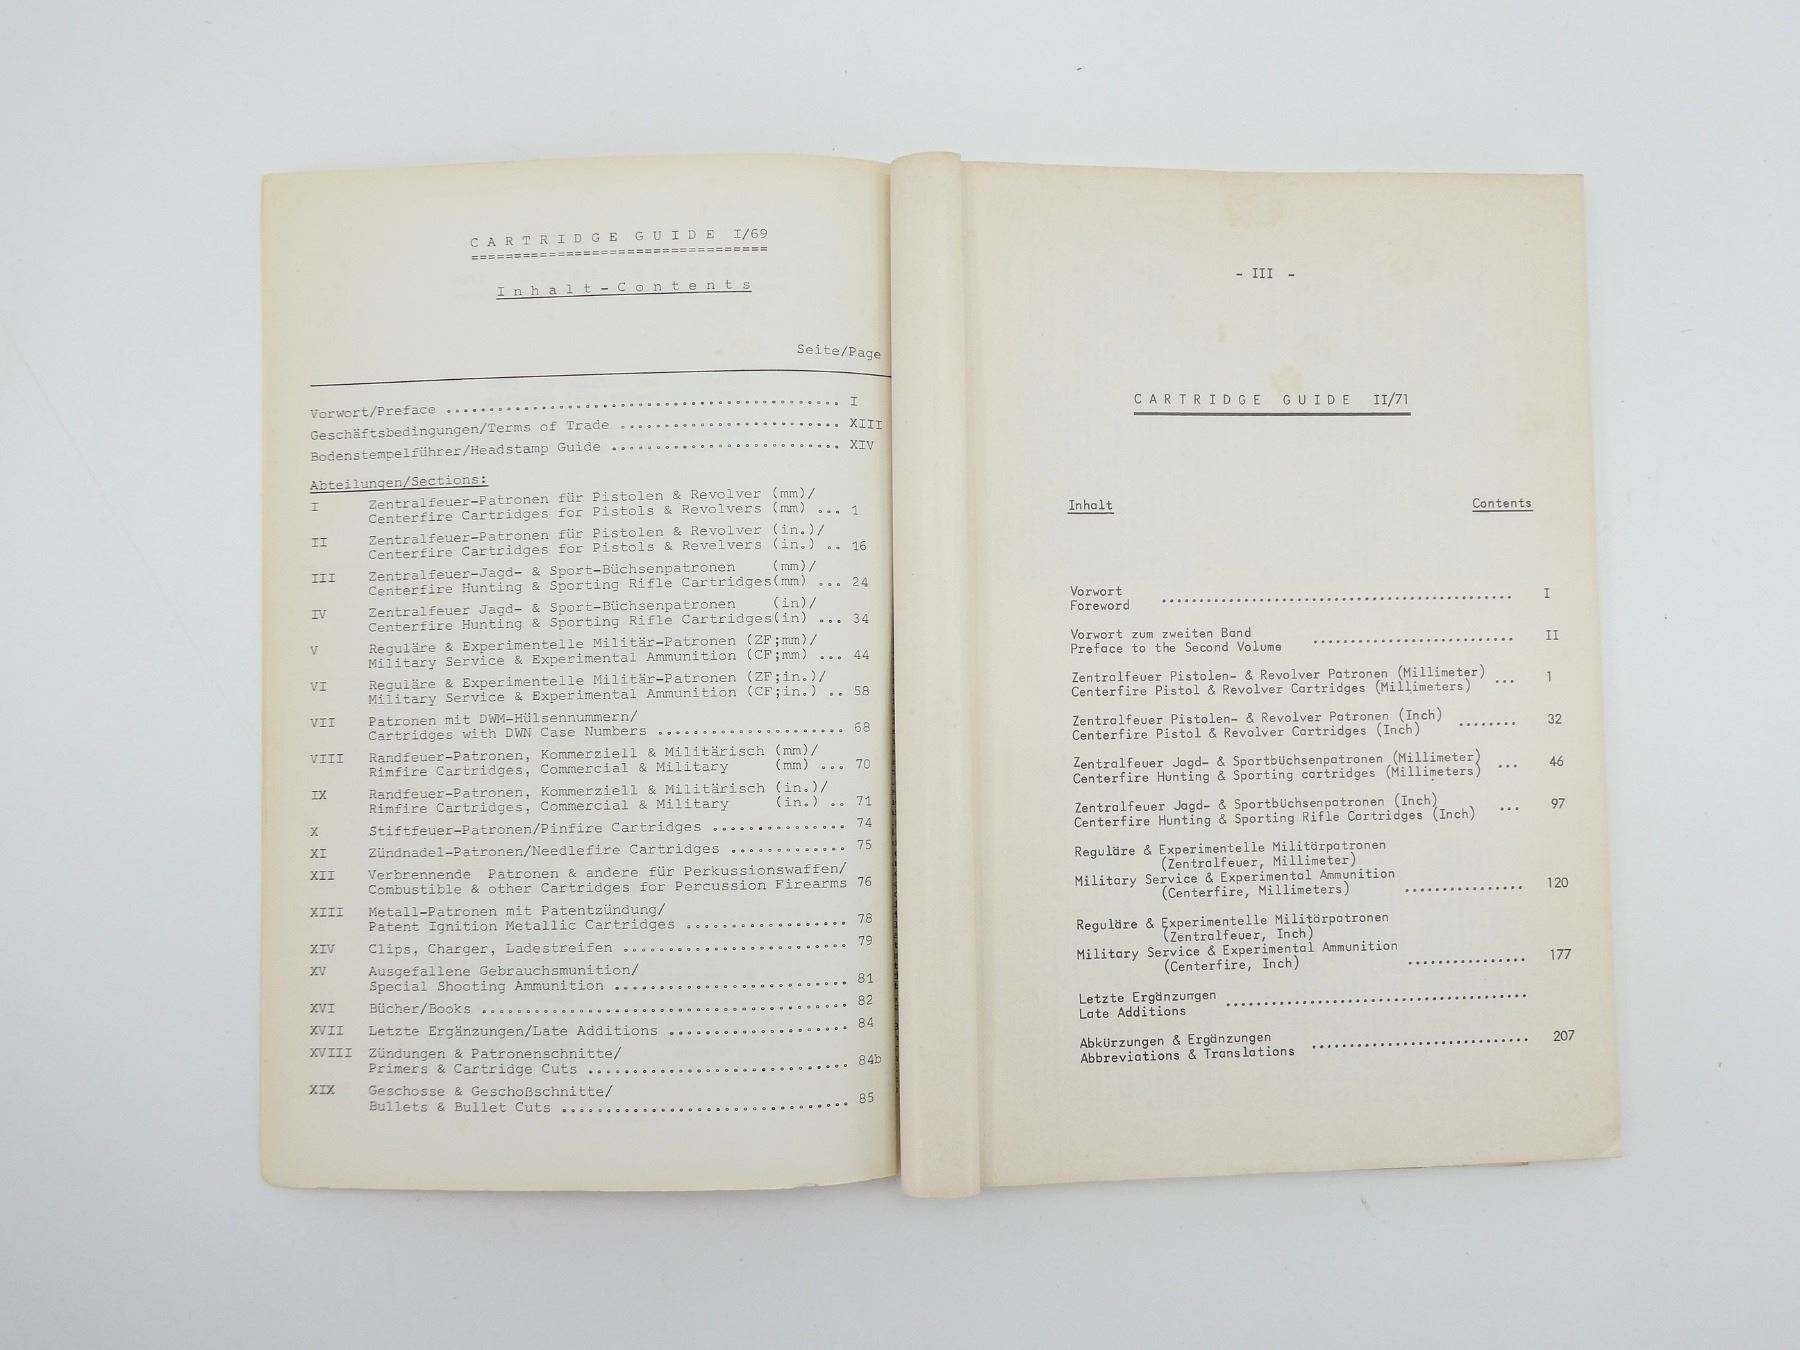 CARTRIDGE GUIDE I/69
===================================
Inhalt-Contents
Seite/Page
Vorwort/Preface .............................................. I
Geschäftsbedingungen/Terms of Trade .......................... XIII
Bodenstempelführer/Headstamp Guide ........................... XIV
Abteilungen/Sections:
I Zentralfeuer-Patronen für Pistolen & Revolver (mm)/
Centerfire Cartridges for Pistols & Revolvers (mm) ... 1
II Zentralfeuer-Patronen für Pistolen & Revolver (in.)/
Centerfire Cartridges for Pistols & Revelvers (in.) .. 16
III Zentralfeuer-Jagd- & Sport-Büchsenpatronen (mm)/
Centerfire Hunting & Sporting Rifle Cartridges(mm) ... 24
IV Zentralfeuer Jagd- & Sport-Büchsenpatronen (in)/
Centerfire Hunting & Sporting Rifle Cartridges(in) ... 34
V Reguläre & Experimentelle Militär-Patronen (ZF;mm)/
Military Service & Experimental Ammunition (CF;mm) ... 44
VI Reguläre & Experimentelle Militär-Patronen (ZF;in.)/
Military Service & Experimental Ammunition (CF;in.) .. 58
VII Patronen mit DWM-Hülsennummern/
Cartridges with DWN Case Numbers ...................... 68
VIII Randfeuer-Patronen, Kommerziell & Militärisch (mm)/
Rimfire Cartridges, Commercial & Military (mm) ... 70
IX Randfeuer-Patronen, Kommerziell & Militärisch (in.)/
Rimfire Cartridges, Commercial & Military (in.) .. 71
X Stiftfeuer-Patronen/Pinfire Cartridges ................ 74
XI Zündnadel-Patronen/Needlefire Cartridges .............. 75
XII Verbrennende Patronen & andere für Perkussionswaffen/
Combustible & other Cartridges for Percussion Firearms 76
XIII Metall-Patronen mit Patentzündung/
Patent Ignition Metallic Cartridges ................... 78
XIV Clips, Charger, Ladestreifen .......................... 79
XV Ausgefallene Gebrauchsmunition/
Special Shooting Ammunition ........................... 81
XVI Bücher/Books .......................................... 82
XVII Letzte Ergänzungen/Late Additions ..................... 84
XVIII Zündungen & Patronenschnitte/
Primers & Cartridge Cuts .............................. 84b
XIX Geschosse & Geschoßschnitte/
Bullets & Bullet Cuts ................................. 85
- III -
CARTRIDGE GUIDE II/71
Inhalt Contents
Vorwort
Foreword ............................................. I
Vorwort zum zweiten Band
Preface to the Second Volume .......................... II
Zentralfeuer Pistolen- & Revolver Patronen (Millimeter)
Centerfire Pistol & Revolver Cartridges (Millimeters) ... 1
Zentralfeuer Pistolen- & Revolver Patronen (Inch)
Centerfire Pistol & Revolver Cartridges (Inch) ........ 32
Zentralfeuer Jagd- & Sportbüchsenpatronen (Millimeter)
Centerfire Hunting & Sporting cartridges (Millimeters) ... 46
Zentralfeuer Jagd- & Sportbüchsenpatronen (Inch)
Centerfire Hunting & Sporting Rifle Cartridges (Inch) ... 97
Reguläre & Experimentelle Militärpatronen
(Zentralfeuer, Millimeter)
Military Service & Experimental Ammunition
(Centerfire, Millimeters) ................ 120
Reguläre & Experimentelle Militärpatronen
(Zentralfeuer, Inch)
Military Service & Experimental Ammunition
(Centerfire, Inch) ................ 177
Letzte Ergänzungen
Late Additions ........................................
Abkürzungen & Ergänzungen
Abbreviations & Translations ............................. 207